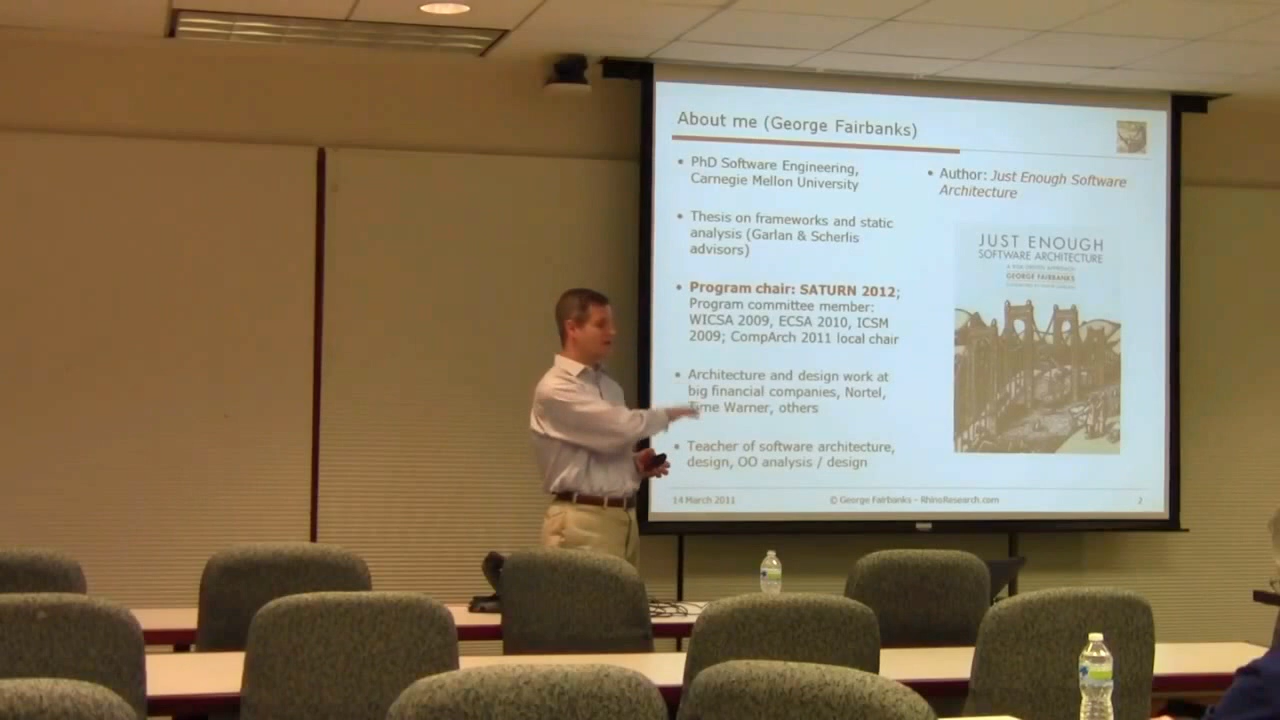 About me (George Fairbanks)
• PhD Software Engineering,
Carnegie Mellon University
• Thesis on frameworks and static
analysis (Garlan & Scherlis
advisors)
• Program chair: SATURN 2012;
Program committee member:
WICSA 2009, ECSA 2010, ICSM
2009; CompArch 2011 local chair
• Architecture and design work at
big financial companies, Nortel,
Time Warner, others
• Teacher of software architecture,
design, OO analysis / design
• Author: Just Enough Software
Architecture
JUST ENOUGH
SOFTWARE ARCHITECTURE
A RISK-DRIVEN APPROACH
GEORGE FAIRBANKS
14 March 2011
© George Fairbanks – RhinoResearch.com
2